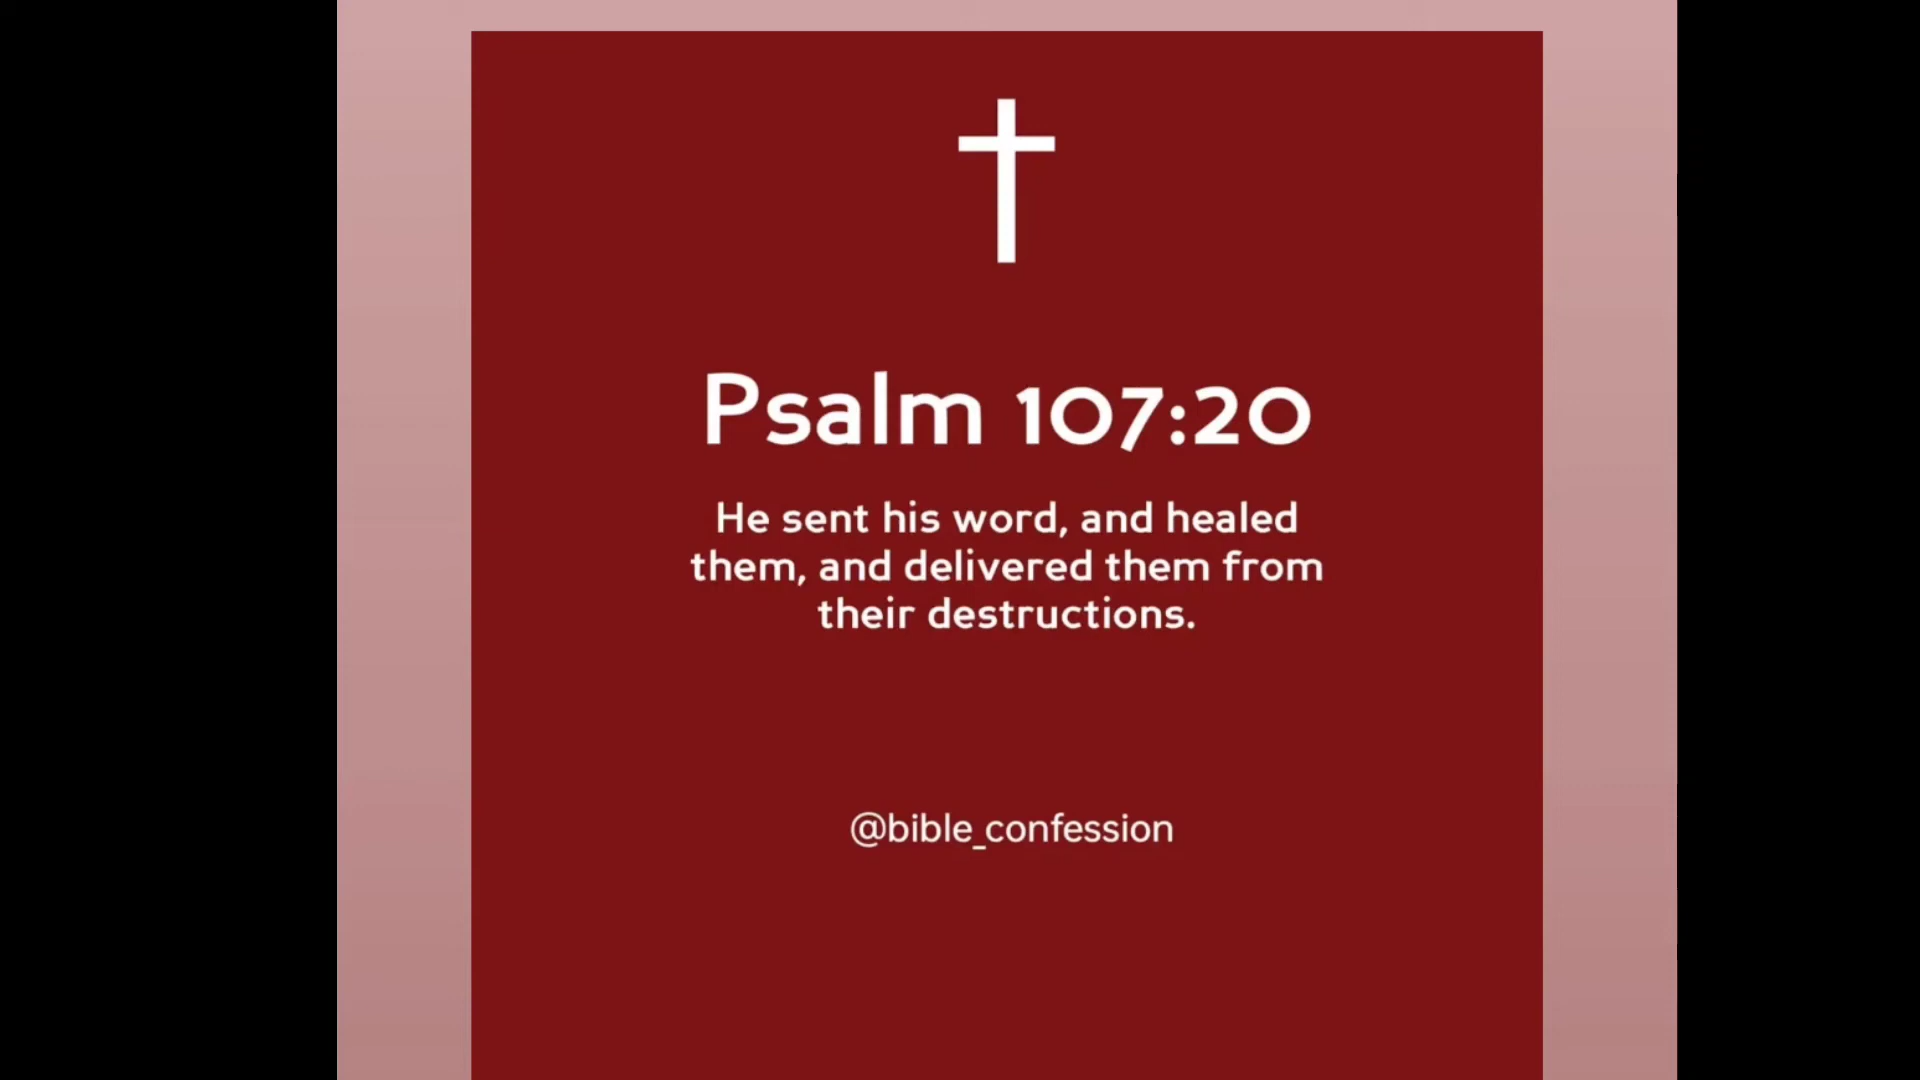 Psalm 107:20
He sent his word, and healed
them, and delivered them from
their destructions.
@bible_confession